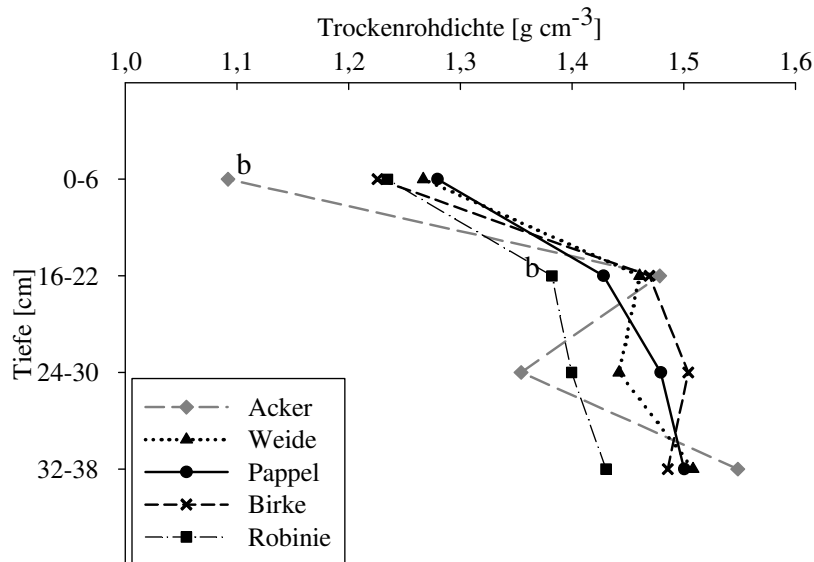 Trockenrohdichte [g cm⁻³]
1,0 1,1 1,2 1,3 1,4 1,5 1,6
Tiefe [cm]
0-6
b
16-22
b
24-30
32-38
Acker
Weide
Pappel
Birke
Robinie